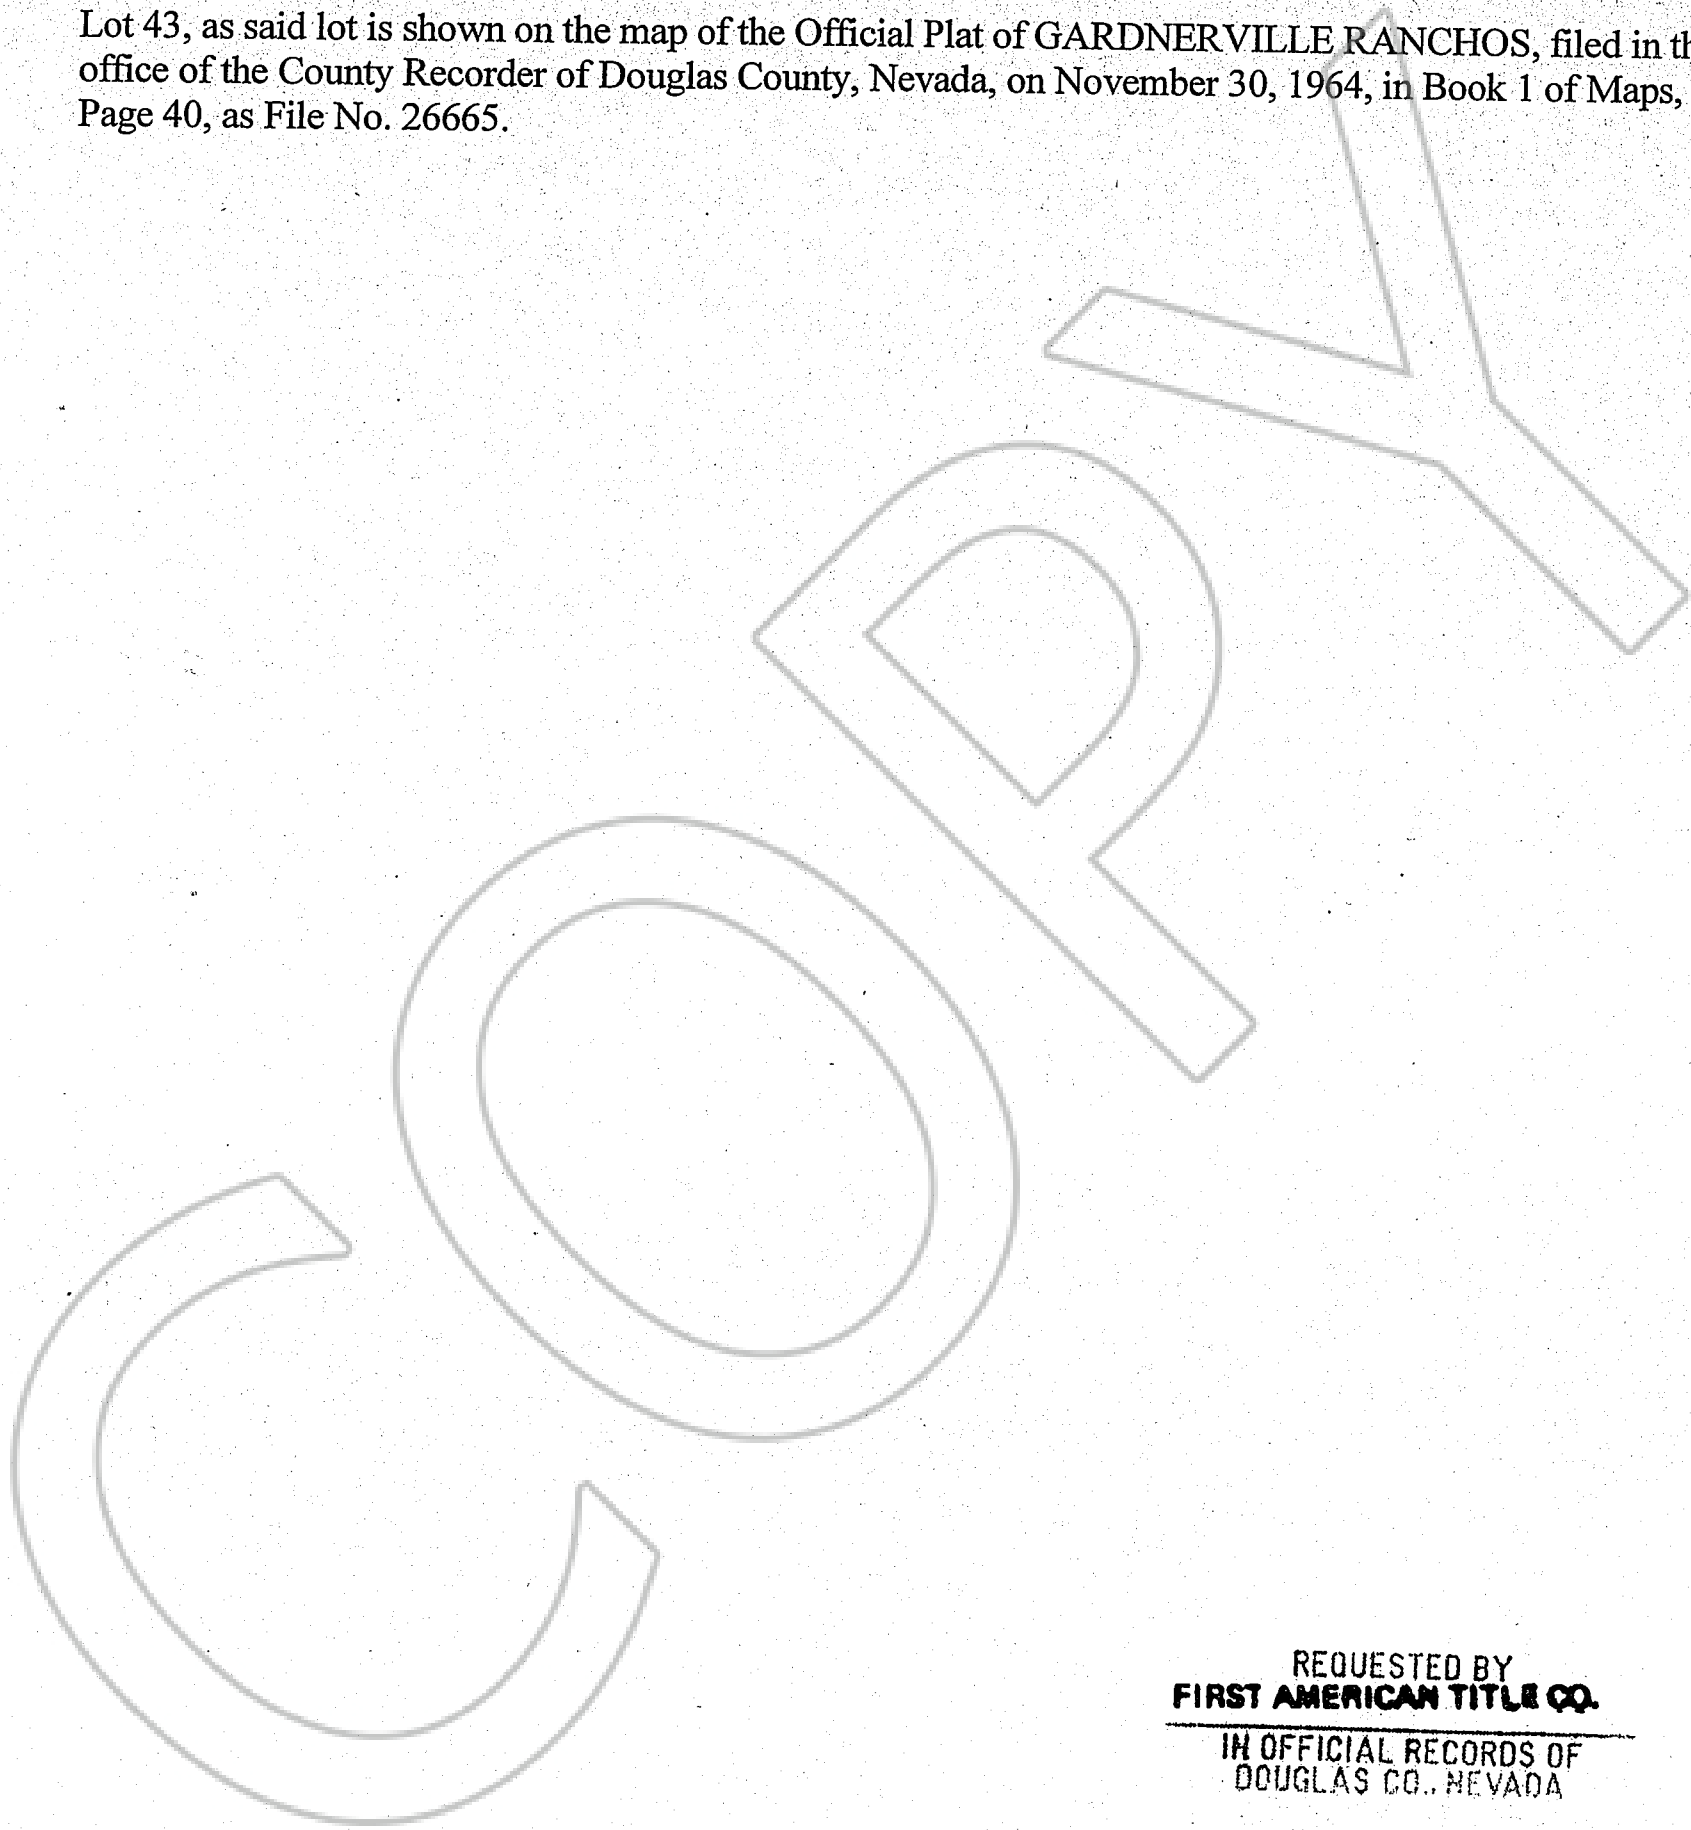 Lot 43, as said lot is shown on the map of the Official Plat of GARDNERVILLE RANCHOS, filed in th
office of the County Recorder of Douglas County, Nevada, on November 30, 1964, in Book 1 of Maps,
Page 40, as File No. 26665.
COPY
REQUESTED BY
FIRST AMERICAN TITLE CO.
IN OFFICIAL RECORDS OF
DOUGLAS CO., NEVADA